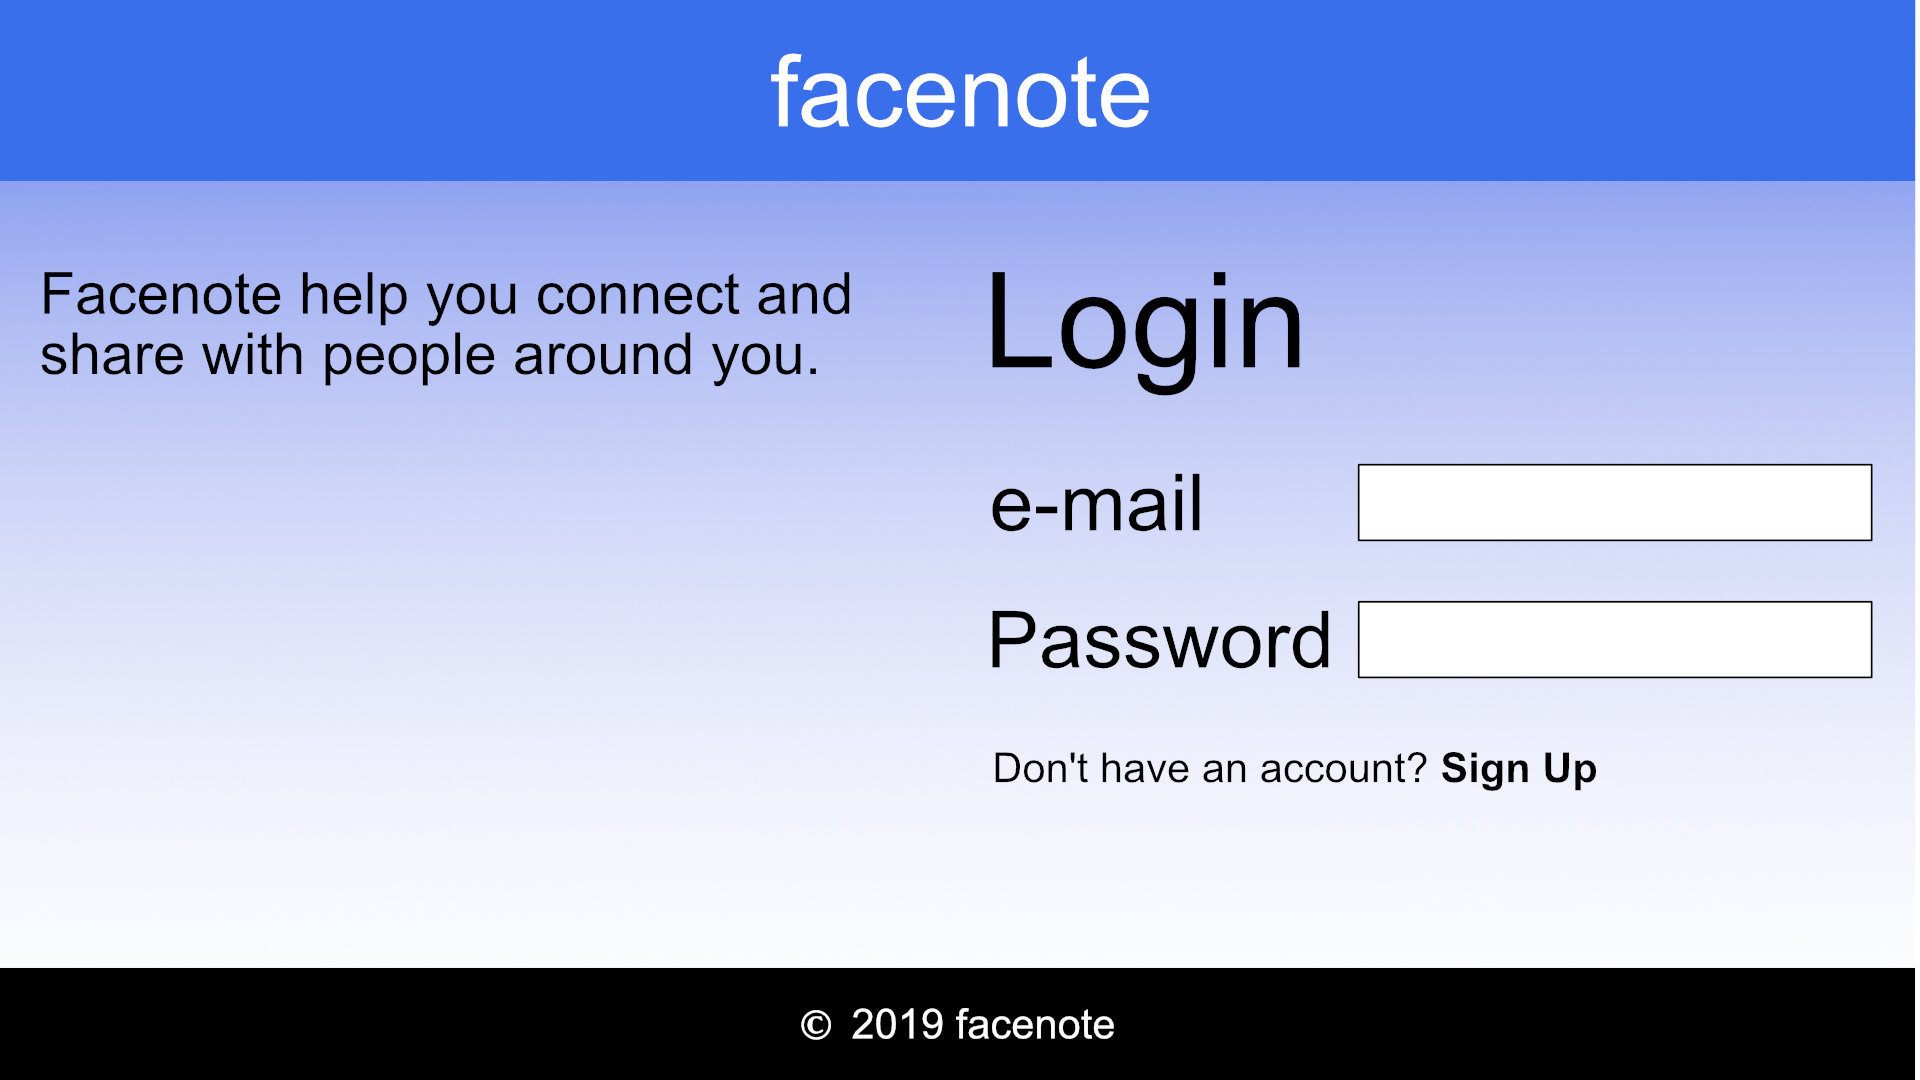 facenote
Facenote help you connect and
share with people around you.
Login
e-mail
Password
Don't have an account? Sign Up
© 2019 facenote